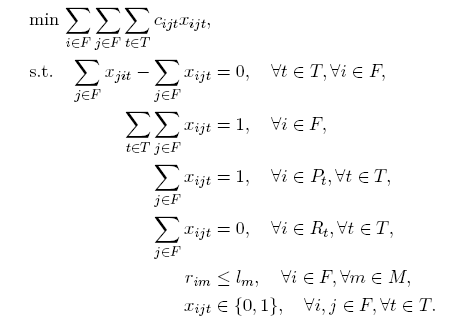 min ∑_{i∈F} ∑_{j∈F} ∑_{t∈T} c_{ijt} x_{ijt},
s.t. ∑_{j∈F} x_{jit} − ∑_{j∈F} x_{ijt} = 0, ∀t ∈ T, ∀i ∈ F,
∑_{t∈T} ∑_{j∈F} x_{ijt} = 1, ∀i ∈ F,
∑_{j∈F} x_{ijt} = 1, ∀i ∈ P_t, ∀t ∈ T,
∑_{j∈F} x_{ijt} = 0, ∀i ∈ R_t, ∀t ∈ T,
r_{im} ≤ l_m, ∀i ∈ F, ∀m ∈ M,
x_{ijt} ∈ {0, 1}, ∀i, j ∈ F, ∀t ∈ T.